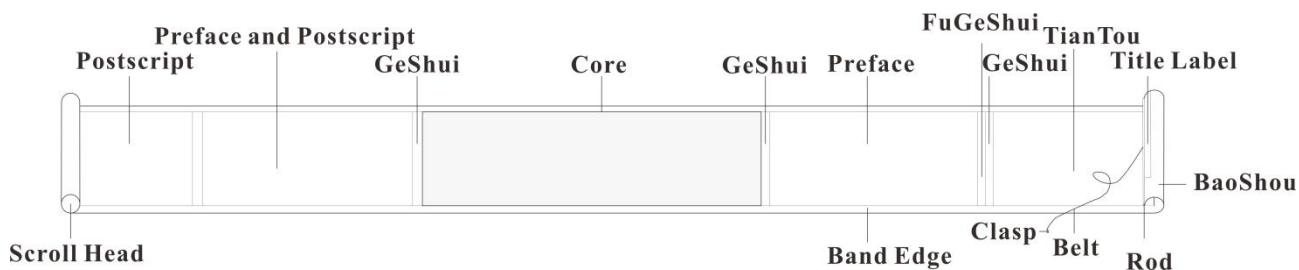 FuGeShui
Preface and Postscript
TianTou
Postscript
GeShui
Core
GeShui
Preface
GeShui
Title Label
BaoShou
Clasp
Scroll Head
Band Edge
Belt
Rod